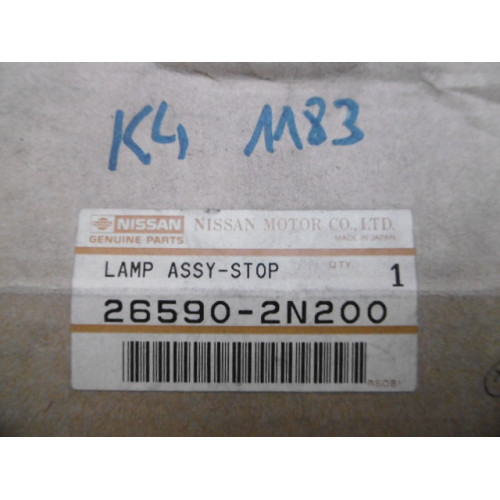 K4 1183
NISSAN NISSAN MOTOR CO., LTD.
GENUINE PARTS MADE IN JAPAN
LAMP ASSY-STOP QTY 1
26590-2N200